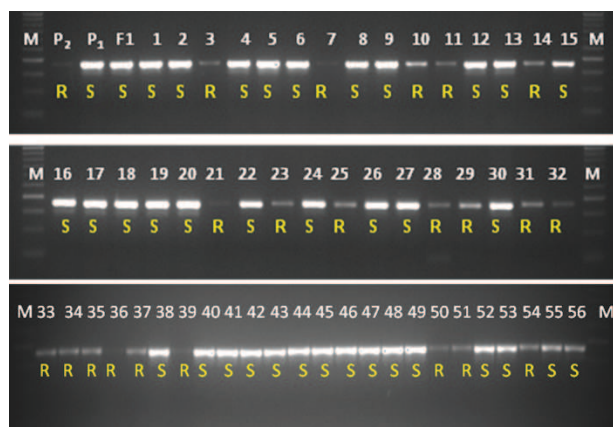 M P₂ P₁ F1 1 2 3 4 5 6 7 8 9 10 11 12 13 14 15 M
R S S S S R S S S R S S R R S S R S
M 16 17 18 19 20 21 22 23 24 25 26 27 28 29 30 31 32 M
S S S S S R S R S R S S R R S R R
M 33 34 35 36 37 38 39 40 41 42 43 44 45 46 47 48 49 50 51 52 53 54 55 56 M
R R R R R S R S S S S S S S S S S R R S S R S S